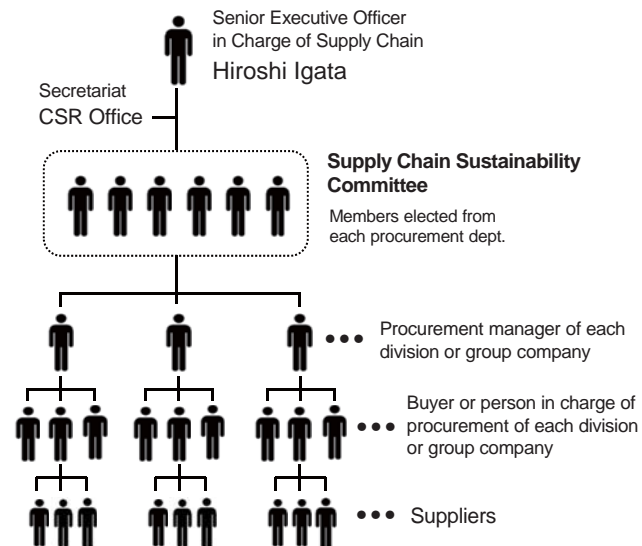 Senior Executive Officer
in Charge of Supply Chain
Hiroshi Igata
Secretariat
CSR Office
Supply Chain Sustainability
Committee
Members elected from
each procurement dept.
••• Procurement manager of each
division or group company
••• Buyer or person in charge of
procurement of each division
or group company
••• Suppliers